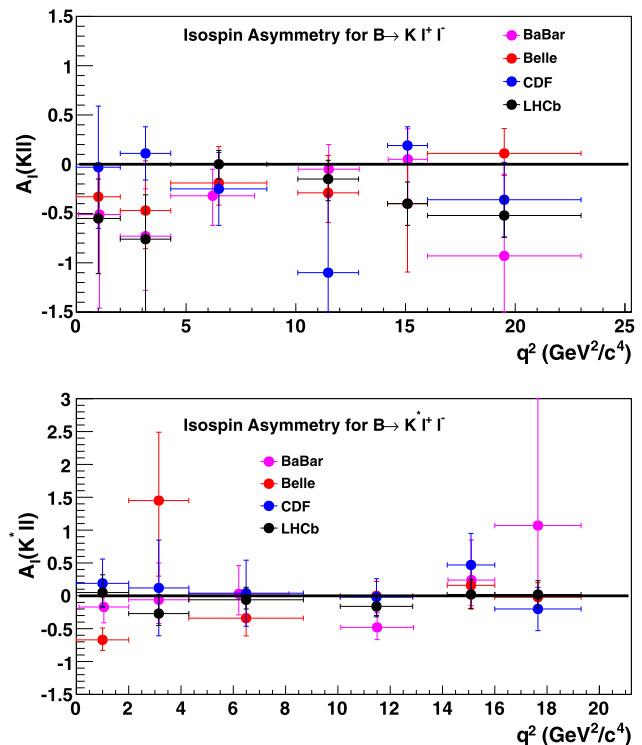 Isospin Asymmetry for B→ K l⁺ l⁻
BaBar
Belle
CDF
LHCb
A_I(Kll)
1.5
1
0.5
0
-0.5
-1
-1.5
0 5 10 15 20 25
q² (GeV²/c⁴)
Isospin Asymmetry for B→ K* l⁺ l⁻
BaBar
Belle
CDF
LHCb
A_I(K* ll)
3
2.5
2
1.5
1
0.5
0
-0.5
-1
-1.5
0 2 4 6 8 10 12 14 16 18 20
q² (GeV²/c⁴)